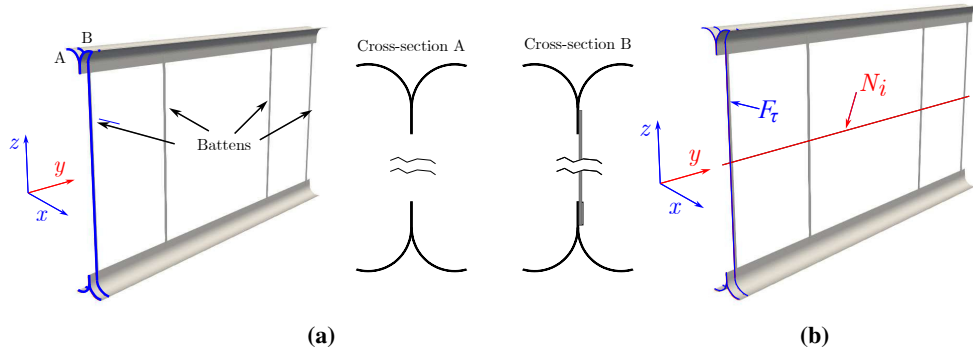 B
A
Cross-section A
Cross-section B
Battens
z
y
x
F_τ
N_i
z
y
x
(a)
(b)